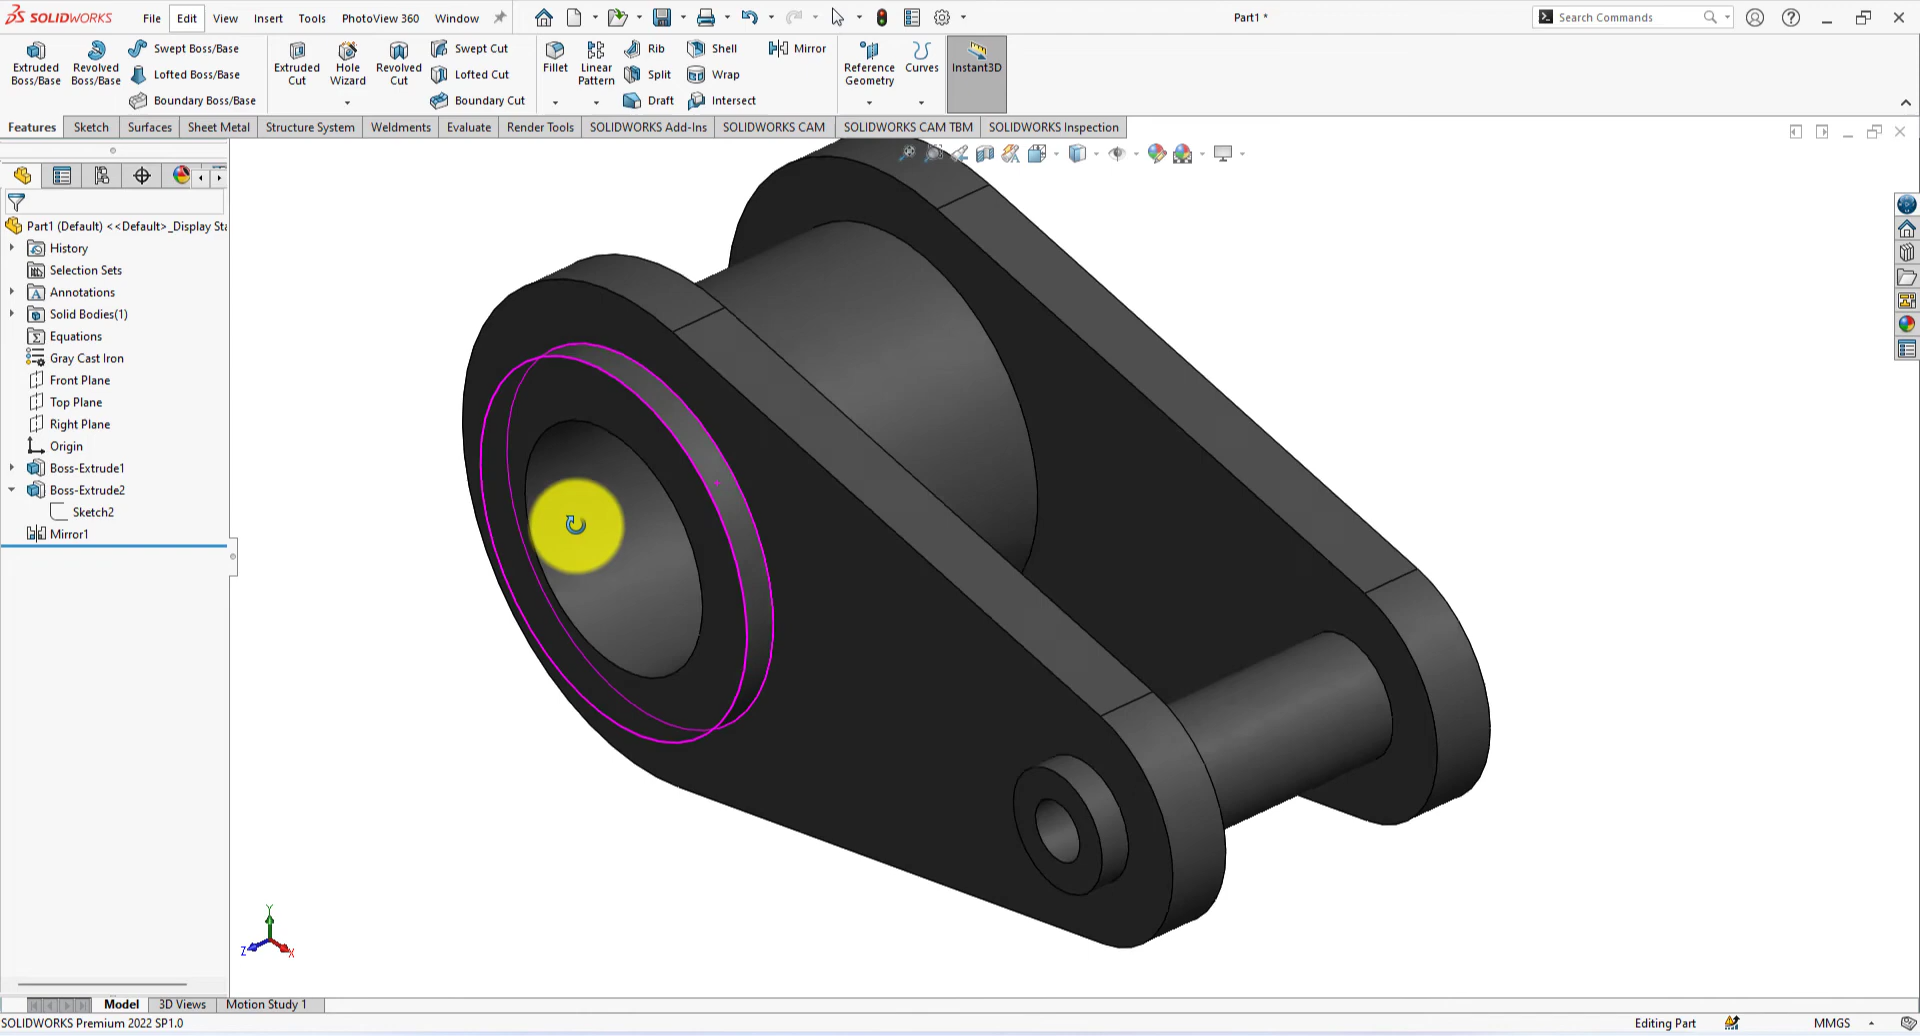 SOLIDWORKS File Edit View Insert Tools PhotoView 360 Window Part1 * Search Commands
Extruded Boss/Base
Revolved Boss/Base
Swept Boss/Base
Lofted Boss/Base
Boundary Boss/Base
Extruded Cut
Hole Wizard
Revolved Cut
Swept Cut
Lofted Cut
Boundary Cut
Fillet
Linear Pattern
Rib
Split
Draft
Shell
Wrap
Intersect
Mirror
Reference Geometry
Curves
Instant3D
Features Sketch Surfaces Sheet Metal Structure System Weldments Evaluate Render Tools SOLIDWORKS Add-Ins SOLIDWORKS CAM SOLIDWORKS CAM TBM SOLIDWORKS Inspection
Part1 (Default) <<Default>_Display Sta
History
Selection Sets
Annotations
Solid Bodies(1)
Equations
Gray Cast Iron
Front Plane
Top Plane
Right Plane
Origin
Boss-Extrude1
Boss-Extrude2
Sketch2
Mirror1
Y
Z
X
Model 3D Views Motion Study 1
SOLIDWORKS Premium 2022 SP1.0 Editing Part MMGS